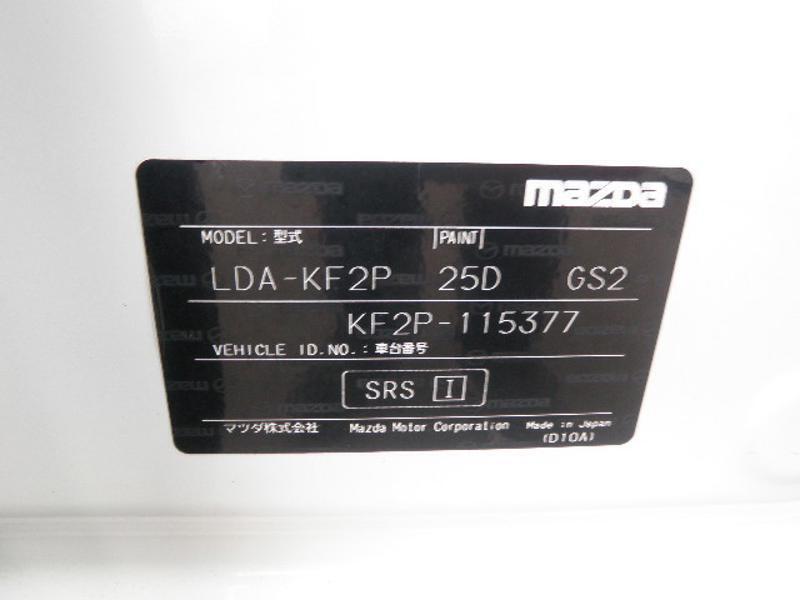 mazda
MODEL : 型式 PAINT
LDA-KF2P 25D GS2
KF2P-115377
VEHICLE ID.NO. : 車台番号
SRS I
マツダ株式会社 Mazda Motor Corporation Made in Japan
(D10A)